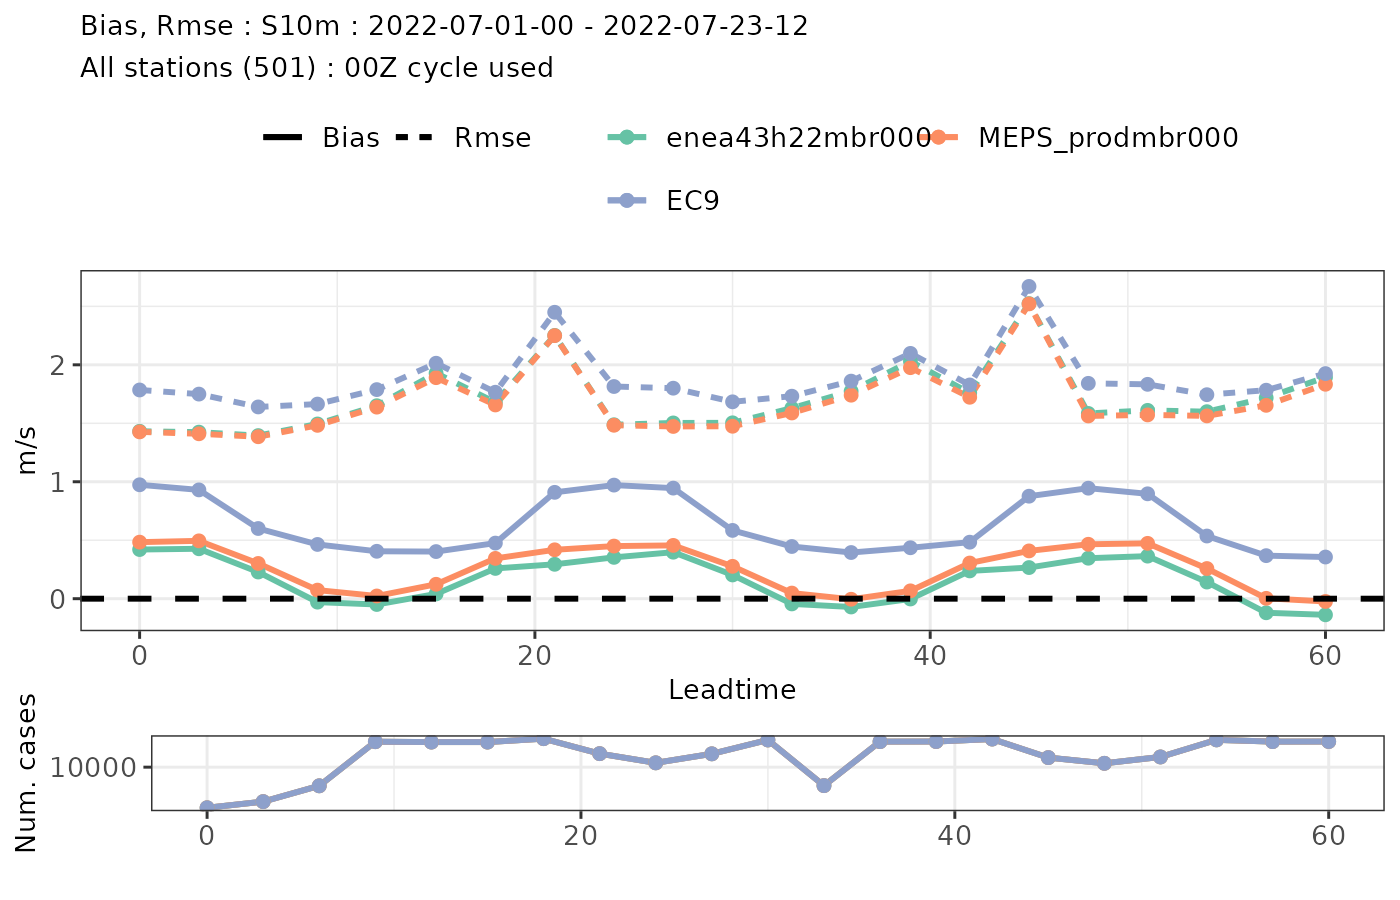 Bias, Rmse : S10m : 2022-07-01-00 - 2022-07-23-12
All stations (501) : 00Z cycle used
Bias Rmse enea43h22mbr000 MEPS_prodmbr000
EC9
m/s
2
1
0
0 20 40 60
Leadtime
Num. cases
10000
0 20 40 60